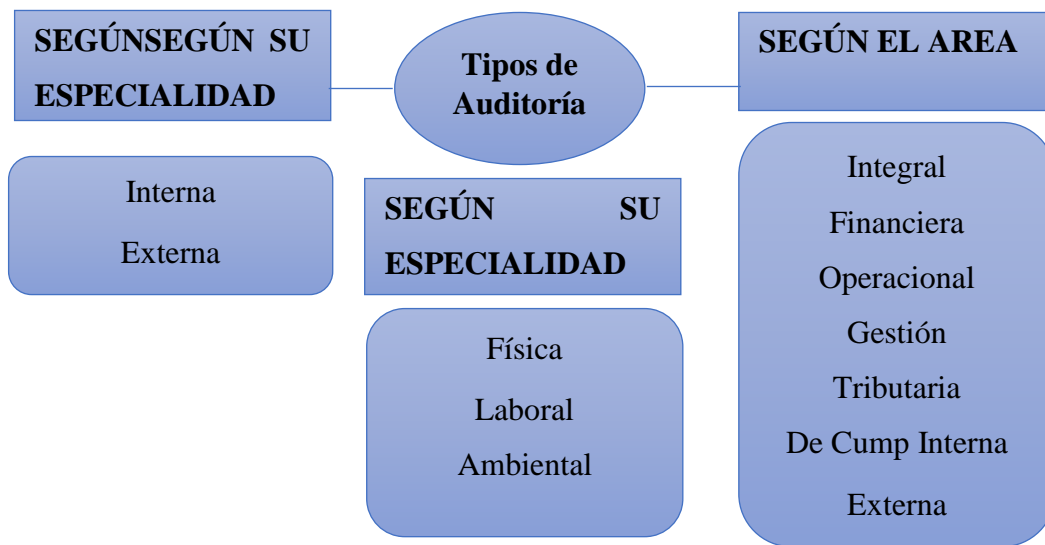 SEGÚNSEGÚN SU
ESPECIALIDAD
Interna
Externa
Tipos de
Auditoría
SEGÚN SU
ESPECIALIDAD
Física
Laboral
Ambiental
SEGÚN EL AREA
Integral
Financiera
Operacional
Gestión
Tributaria
De Cump Interna
Externa